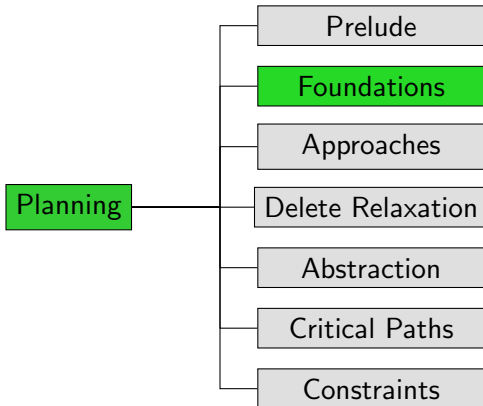 Prelude
Foundations
Approaches
Planning
Delete Relaxation
Abstraction
Critical Paths
Constraints